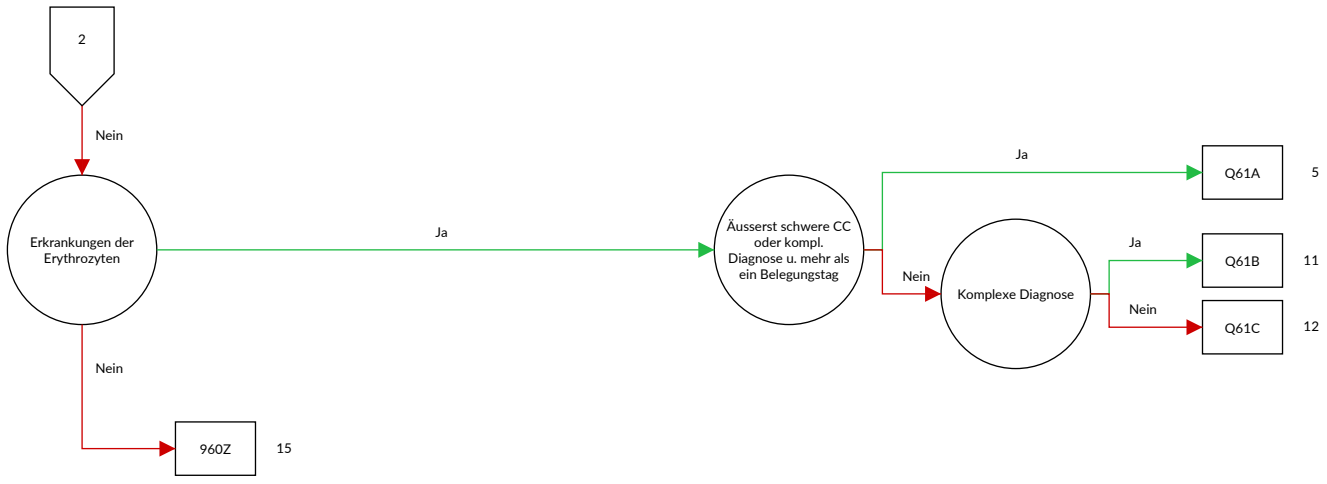 2
Nein
Ja
Q61A
5
Erkrankungen der
Erythrozyten
Ja
Äusserst schwere CC
oder kompl.
Diagnose u. mehr als
ein Belegungstag
Nein
Komplexe Diagnose
Ja
Q61B
11
Nein
Q61C
12
Nein
960Z
15